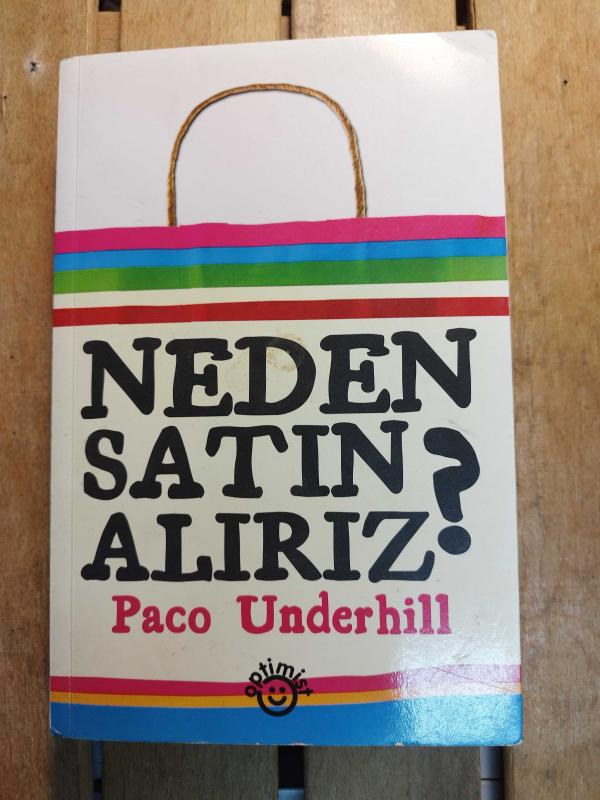 NEDEN
SATIN
ALIRIZ?
Paco Underhill
optimist